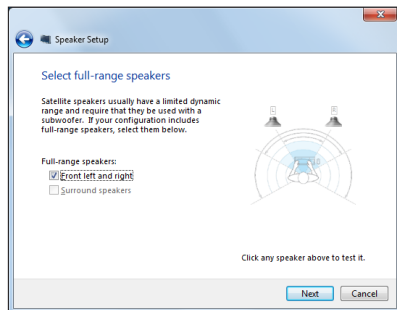 Speaker Setup
Select full-range speakers
Satellite speakers usually have a limited dynamic
range and require that they be used with a
subwoofer. If your configuration includes
full-range speakers, select them below.
L R
Full-range speakers:
Front left and right
Surround speakers
Click any speaker above to test it.
Next Cancel